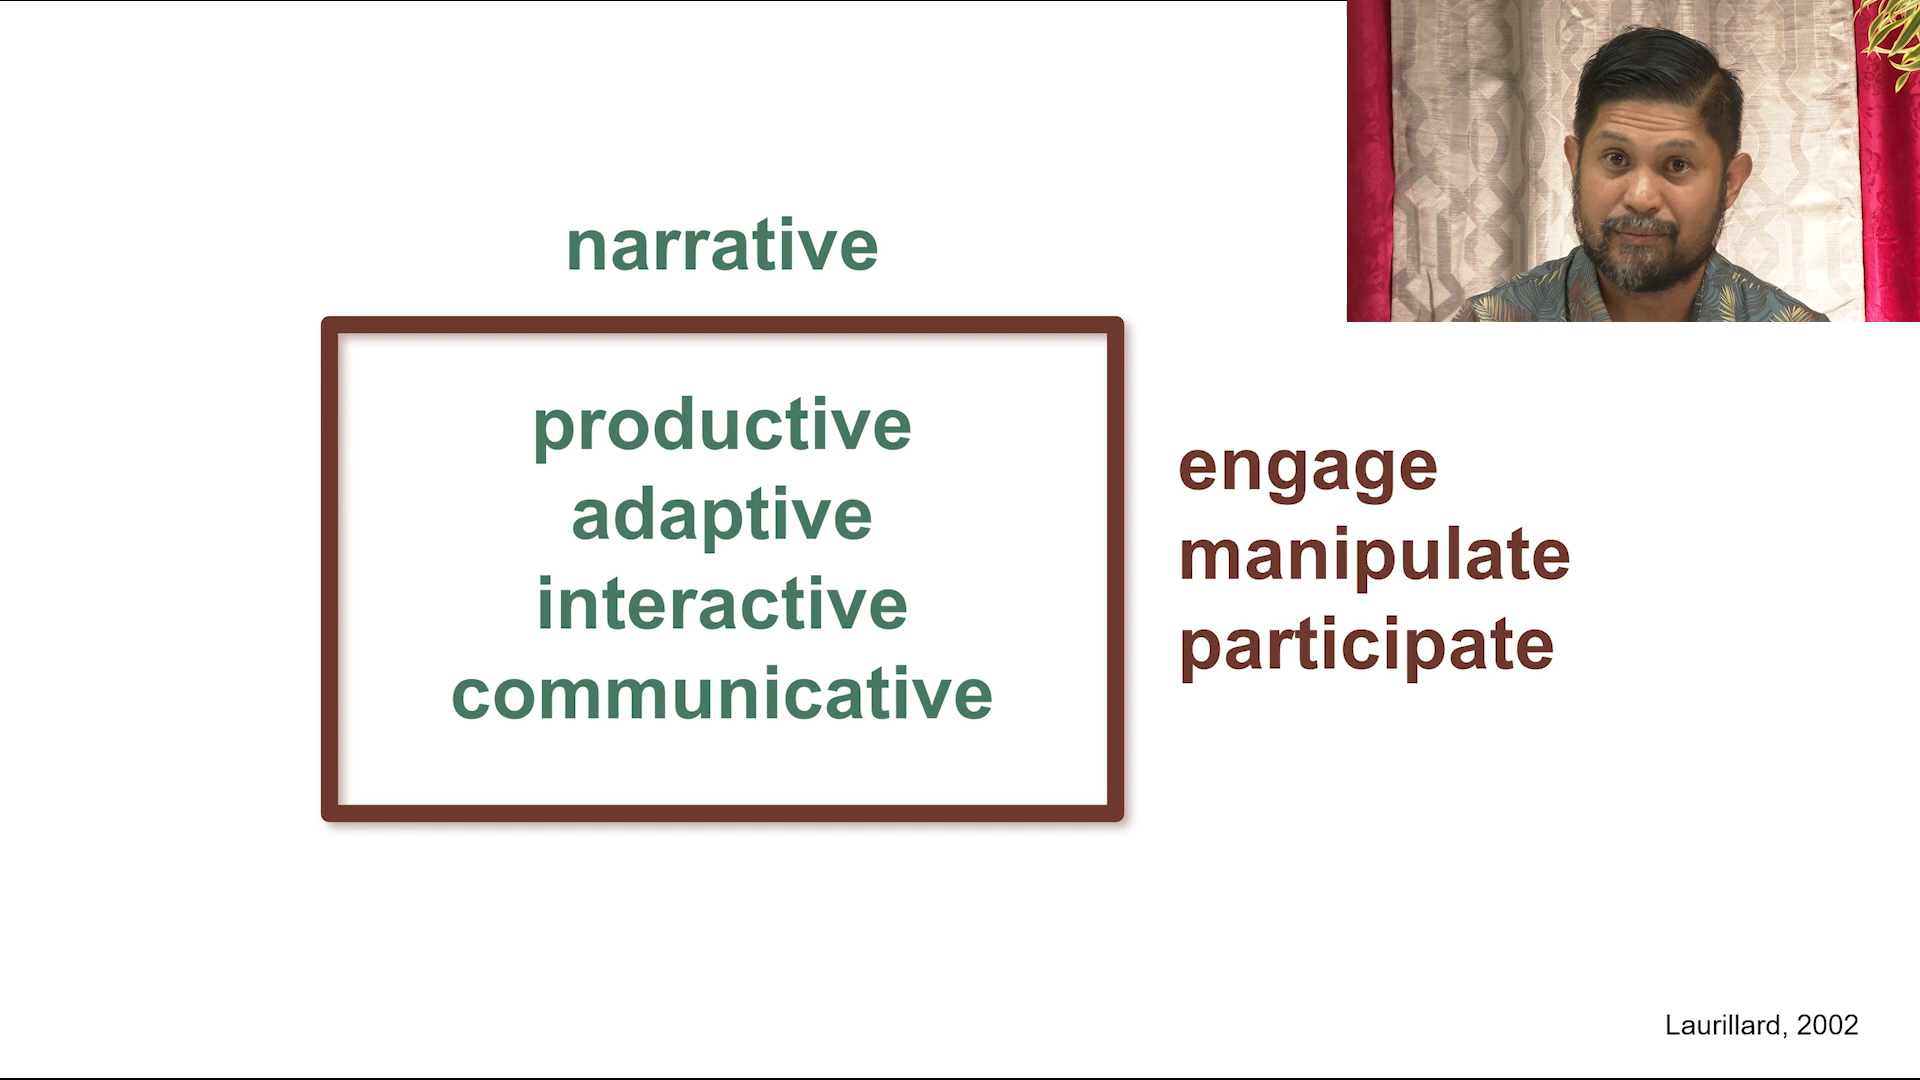 narrative
productive
adaptive
interactive
communicative
engage
manipulate
participate
Laurillard, 2002